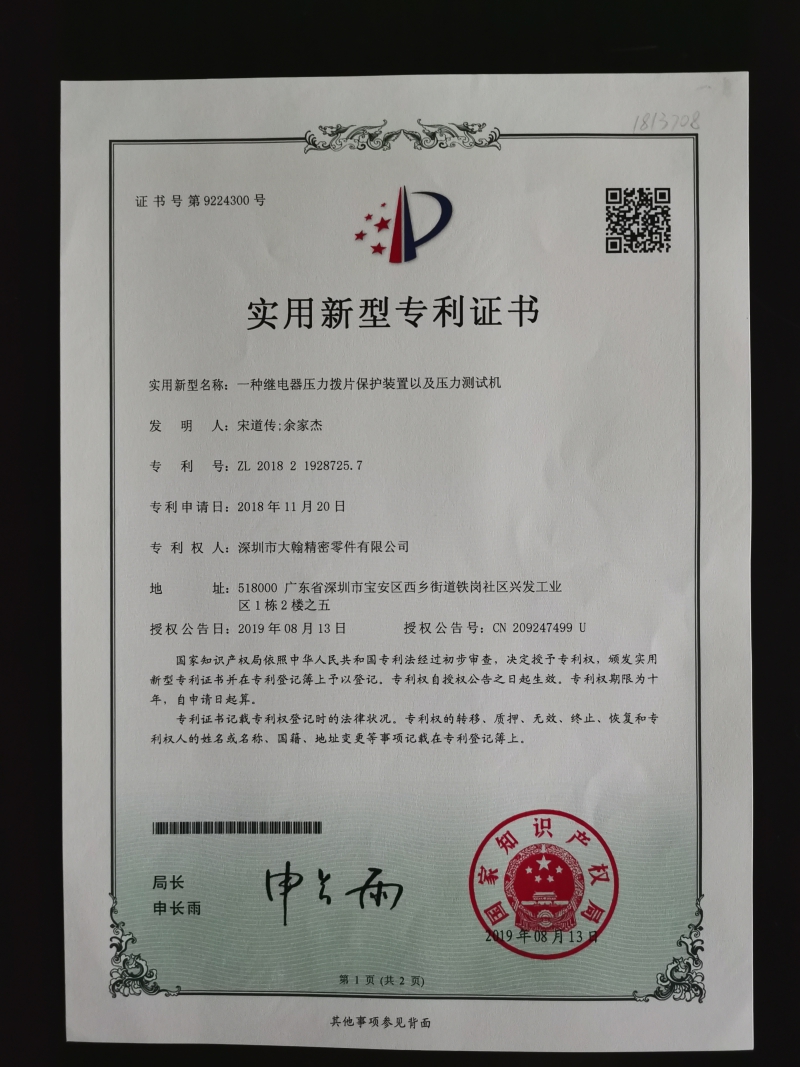 1813708
证书号第9224300号
实用新型专利证书
实用新型名称：一种继电器压力拨片保护装置以及压力测试机
发明人：宋道传;余家杰
专利号：ZL 2018 2 1928725.7
专利申请日：2018年11月20日
专利权人：深圳市大翰精密零件有限公司
地址：518000 广东省深圳市宝安区西乡街道铁岗社区兴发工业
区1栋2楼之五
授权公告日：2019年08月13日 授权公告号：CN 209247499 U
国家知识产权局依照中华人民共和国专利法经过初步审查，决定授予专利权，颁发实用
新型专利证书并在专利登记簿上予以登记。专利权自授权公告之日起生效。专利权期限为十
年，自申请日起算。
专利证书记载专利权登记时的法律状况。专利权的转移、质押、无效、终止、恢复和专
利权人的姓名或名称、国籍、地址变更等事项记载在专利登记簿上。
局长
申长雨
申长雨
国家知识产权局
2019年08月13日
第1页(共2页)
其他事项参见背面